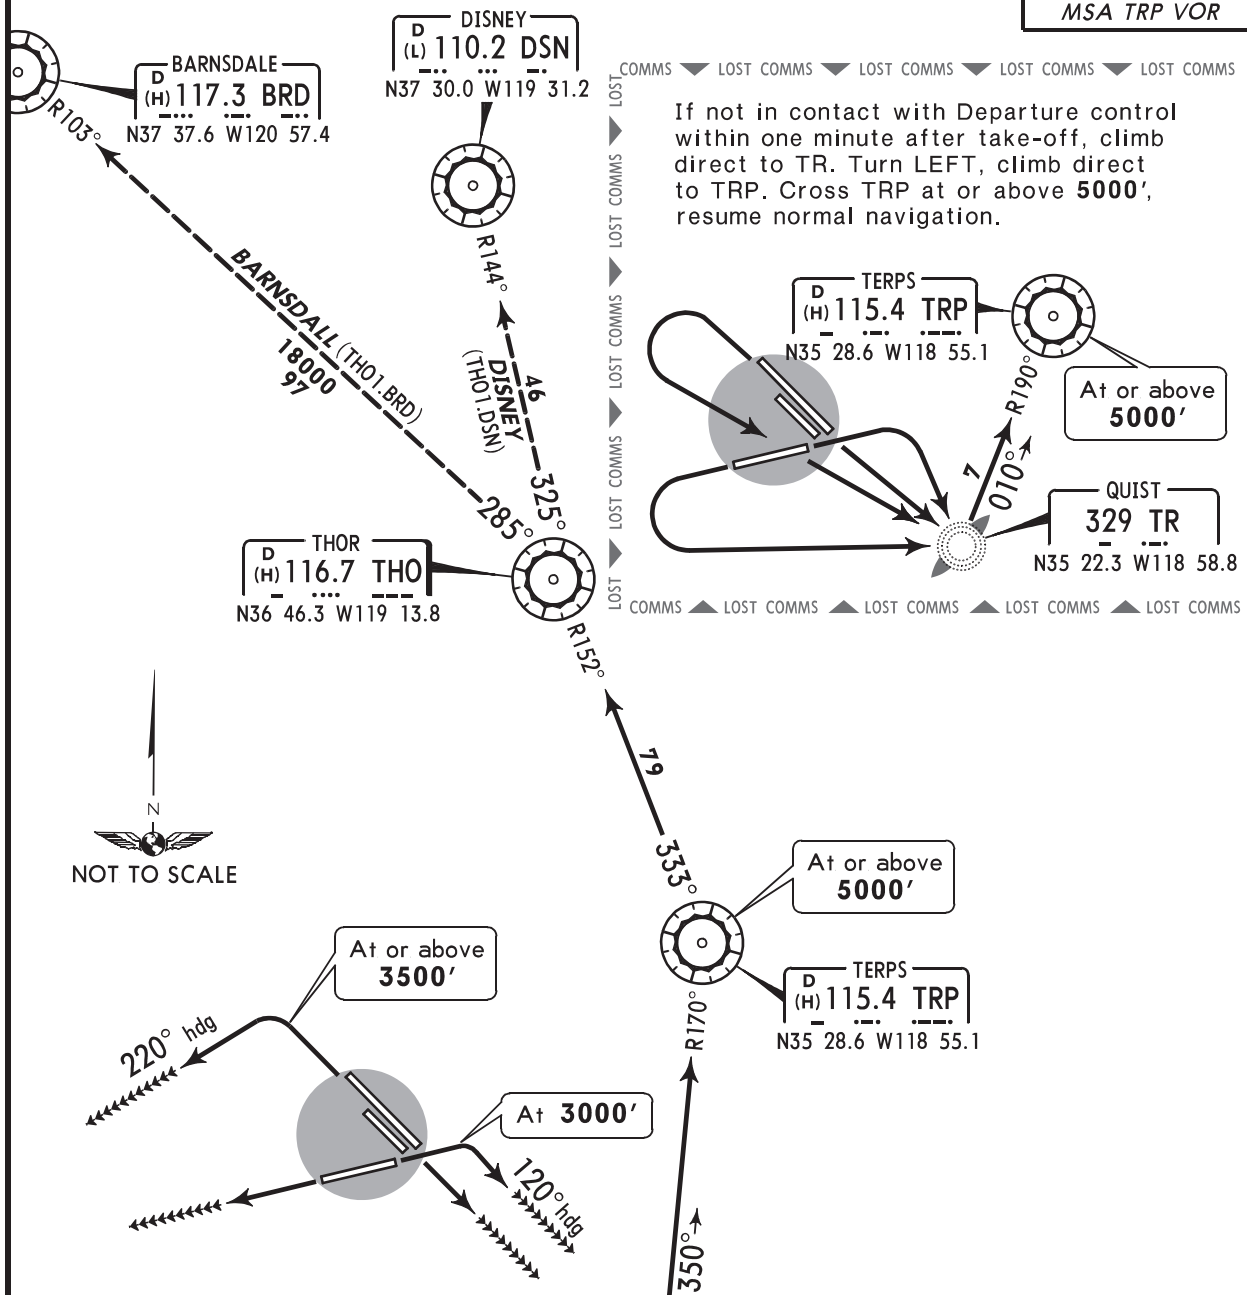 MSA TRP VOR
DISNEY
D
(L) 110.2 DSN
N37 30.0 W119 31.2
BARNSDALE
D
(H) 117.3 BRD
N37 37.6 W120 57.4
R103°
R144°
BARNSDALL (THO1.BRD)
18000
97
46
DISNEY
(THO1.DSN)
285°
325°
THOR
D
(H) 116.7 THO
N36 46.3 W119 13.8
R152°
79
333°
At or above
5000'
TERPS
D
(H) 115.4 TRP
N35 28.6 W118 55.1
R170°
350°
LOST COMMS LOST COMMS LOST COMMS LOST COMMS LOST COMMS
LOST COMMS LOST COMMS LOST COMMS LOST COMMS LOST
If not in contact with Departure control
within one minute after take-off, climb
direct to TR. Turn LEFT, climb direct
to TRP. Cross TRP at or above 5000',
resume normal navigation.
TERPS
D
(H) 115.4 TRP
N35 28.6 W118 55.1
At or above
5000'
R190°
7
010°
QUIST
329 TR
N35 22.3 W118 58.8
LOST COMMS LOST COMMS LOST COMMS LOST COMMS LOST COMMS
N
NOT TO SCALE
At or above
3500'
220° hdg
At 3000'
120° hdg